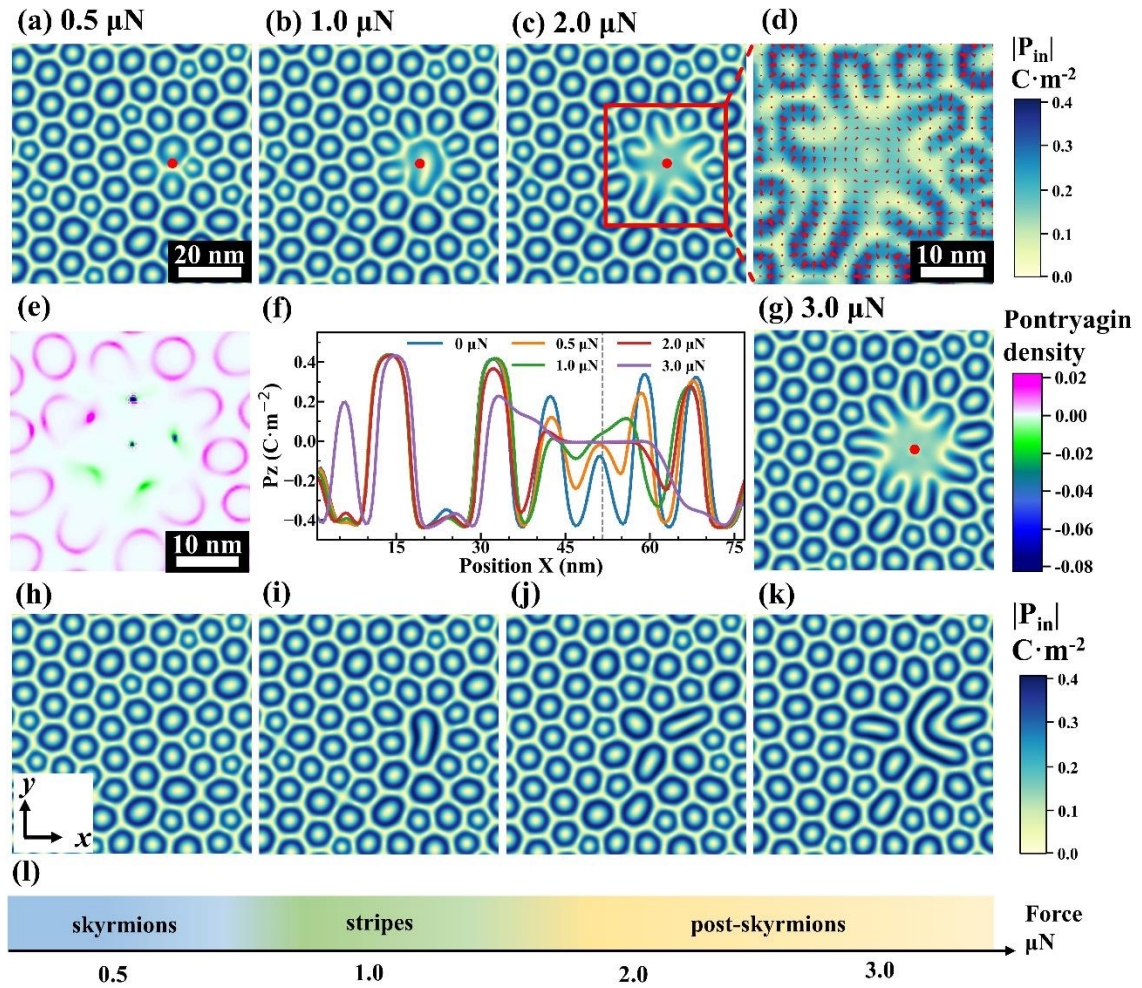 (a) 0.5 μN
(b) 1.0 μN
(c) 2.0 μN
(d)
|P_in|
C·m⁻²
0.4
0.3
0.2
0.1
0.0
20 nm
10 nm
(e)
(f)
(g) 3.0 μN
Pontryagin
density
0.02
0.00
-0.02
-0.04
-0.06
-0.08
10 nm
Pz (C·m⁻²)
0.4
0.2
0.0
−0.2
−0.4
0 μN
0.5 μN
2.0 μN
1.0 μN
3.0 μN
15
30
45
60
75
Position X (nm)
(h)
(i)
(j)
(k)
|P_in|
C·m⁻²
0.4
0.3
0.2
0.1
0.0
y
x
(l)
skyrmions
stripes
post-skyrmions
Force
μN
0.5
1.0
2.0
3.0